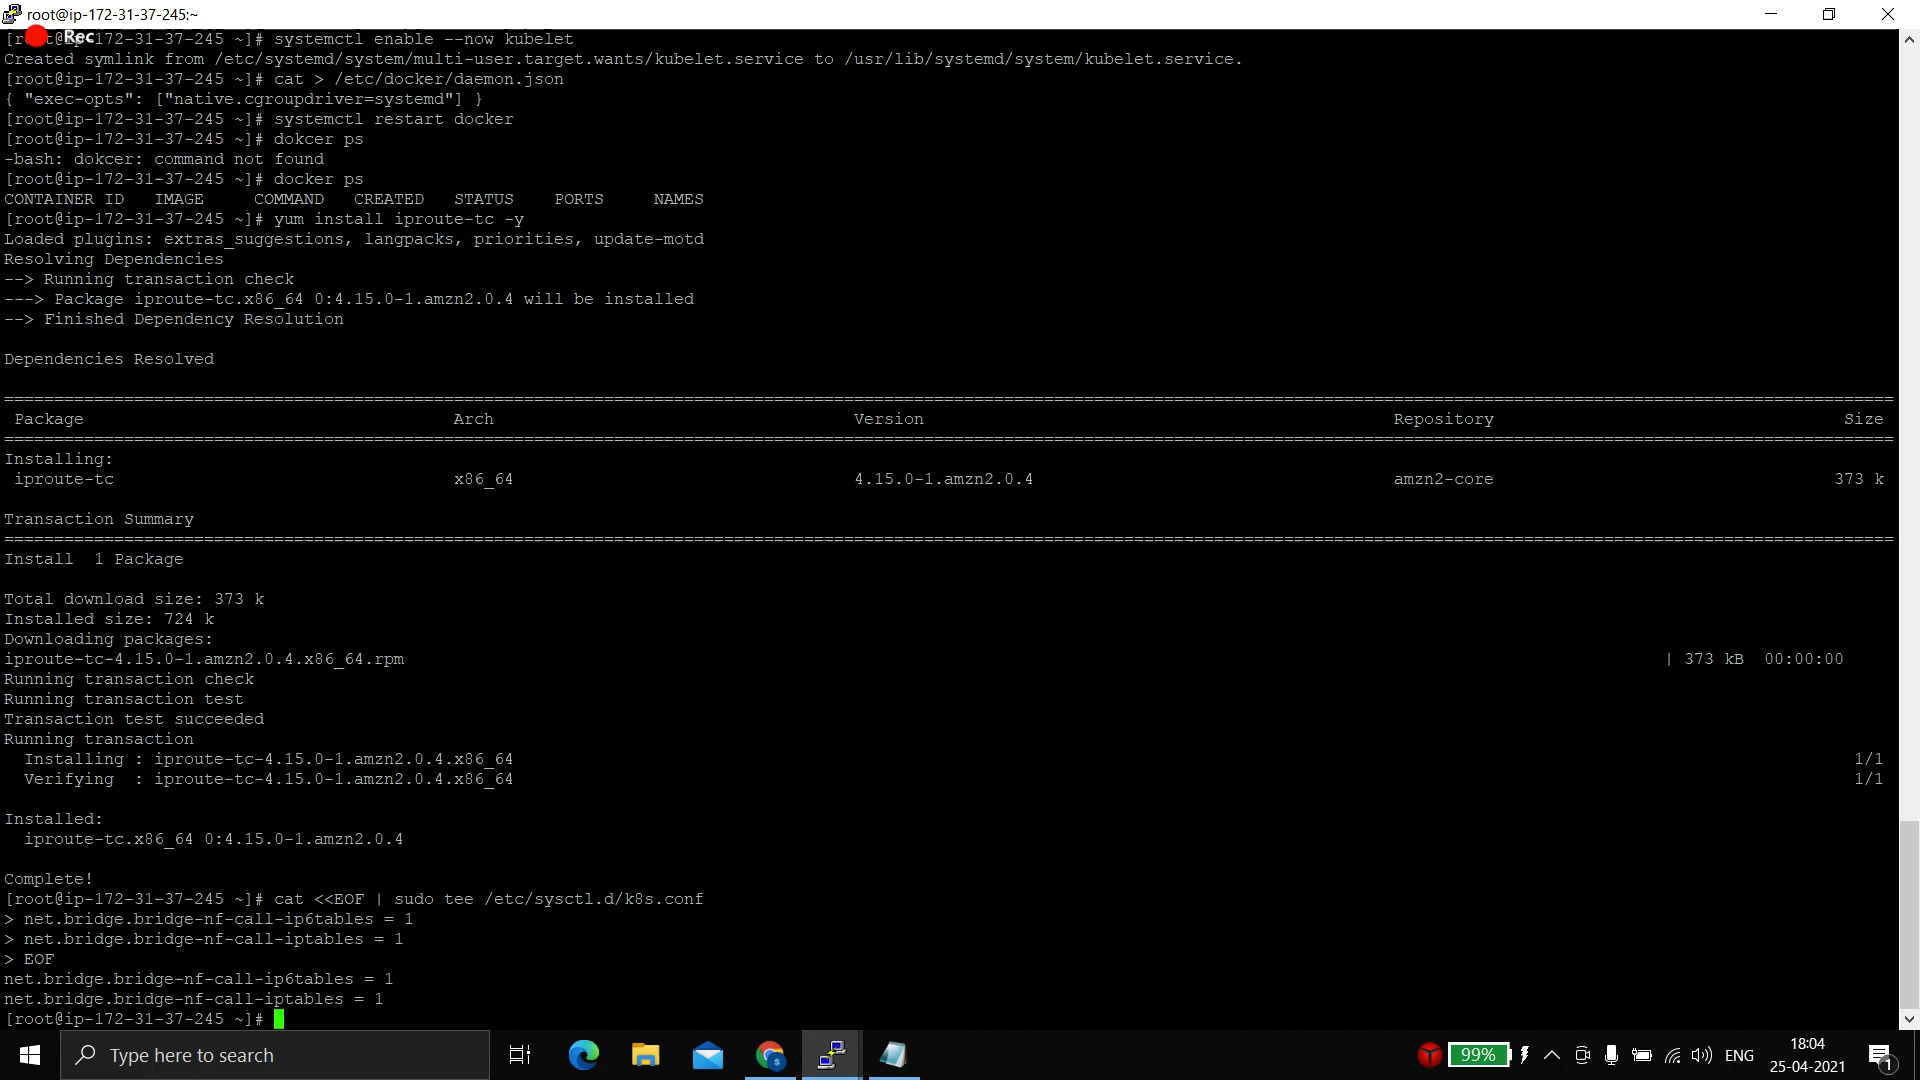 root@ip-172-31-37-245:~
Rec
[root@ip-172-31-37-245 ~]# systemctl enable --now kubelet
Created symlink from /etc/systemd/system/multi-user.target.wants/kubelet.service to /usr/lib/systemd/system/kubelet.service.
[root@ip-172-31-37-245 ~]# cat > /etc/docker/daemon.json
{ "exec-opts": ["native.cgroupdriver=systemd"] }
[root@ip-172-31-37-245 ~]# systemctl restart docker
[root@ip-172-31-37-245 ~]# dokcer ps
-bash: dokcer: command not found
[root@ip-172-31-37-245 ~]# docker ps
CONTAINER ID   IMAGE     COMMAND   CREATED   STATUS    PORTS     NAMES
[root@ip-172-31-37-245 ~]# yum install iproute-tc -y
Loaded plugins: extras_suggestions, langpacks, priorities, update-motd
Resolving Dependencies
--> Running transaction check
---> Package iproute-tc.x86_64 0:4.15.0-1.amzn2.0.4 will be installed
--> Finished Dependency Resolution
Dependencies Resolved
================================================================================
Package Arch Version Repository Size
================================================================================
Installing:
iproute-tc x86_64 4.15.0-1.amzn2.0.4 amzn2-core 373 k
Transaction Summary
================================================================================
Install  1 Package
Total download size: 373 k
Installed size: 724 k
Downloading packages:
iproute-tc-4.15.0-1.amzn2.0.4.x86_64.rpm | 373 kB  00:00:00
Running transaction check
Running transaction test
Transaction test succeeded
Running transaction
Installing : iproute-tc-4.15.0-1.amzn2.0.4.x86_64 1/1
Verifying  : iproute-tc-4.15.0-1.amzn2.0.4.x86_64 1/1
Installed:
iproute-tc.x86_64 0:4.15.0-1.amzn2.0.4
Complete!
[root@ip-172-31-37-245 ~]# cat <<EOF | sudo tee /etc/sysctl.d/k8s.conf
> net.bridge.bridge-nf-call-ip6tables = 1
> net.bridge.bridge-nf-call-iptables = 1
> EOF
net.bridge.bridge-nf-call-ip6tables = 1
net.bridge.bridge-nf-call-iptables = 1
[root@ip-172-31-37-245 ~]#
Type here to search
99%
ENG
18:04
25-04-2021
1